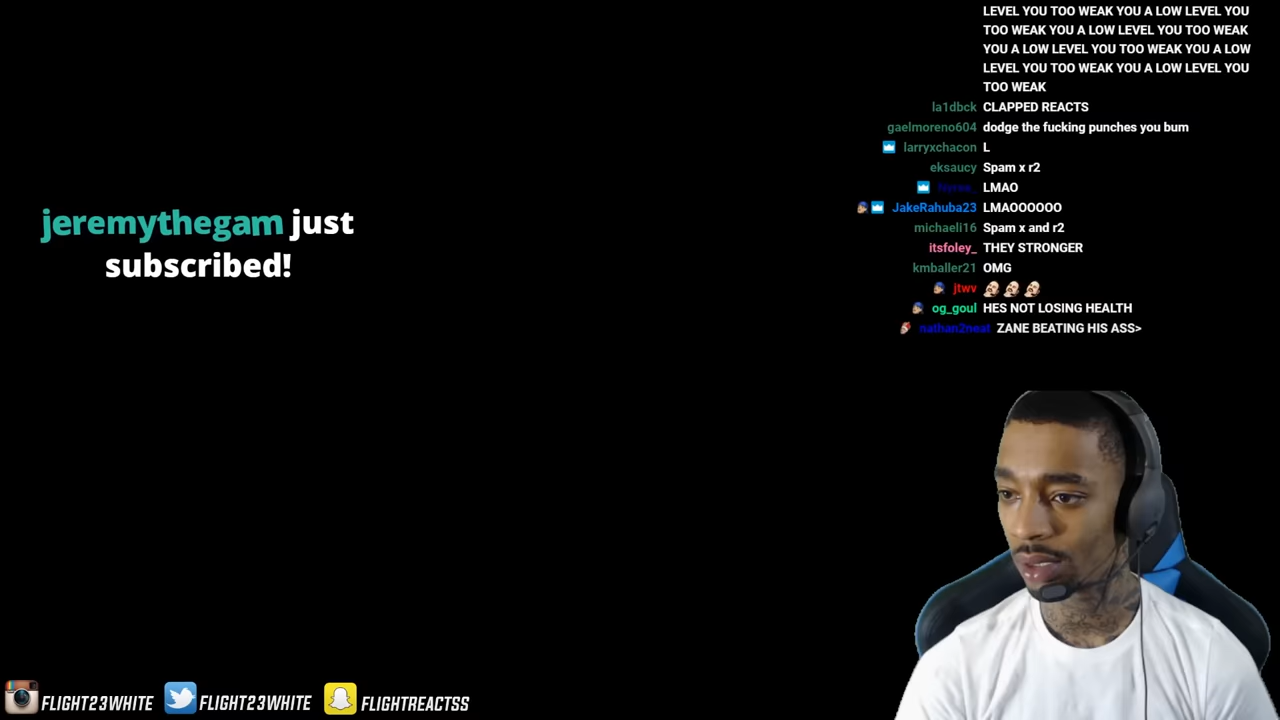 LEVEL YOU TOO WEAK YOU A LOW LEVEL YOU
TOO WEAK YOU A LOW LEVEL YOU TOO WEAK
YOU A LOW LEVEL YOU TOO WEAK YOU A LOW
LEVEL YOU TOO WEAK YOU A LOW LEVEL YOU
TOO WEAK
la1dbck CLAPPED REACTS
gaelmoreno604 dodge the fucking punches you bum
larryxchacon L
eksaucy Spam x r2
LMAO
JakeRahuba23 LMAOOOOOO
michaeli16 Spam x and r2
itsfoley_ THEY STRONGER
kmballer21 OMG
jtwv
og_goul HES NOT LOSING HEALTH
nathan2neat ZANE BEATING HIS ASS>
jeremythegam just
subscribed!
FLIGHT23WHITE FLIGHT23WHITE FLIGHTREACTSS